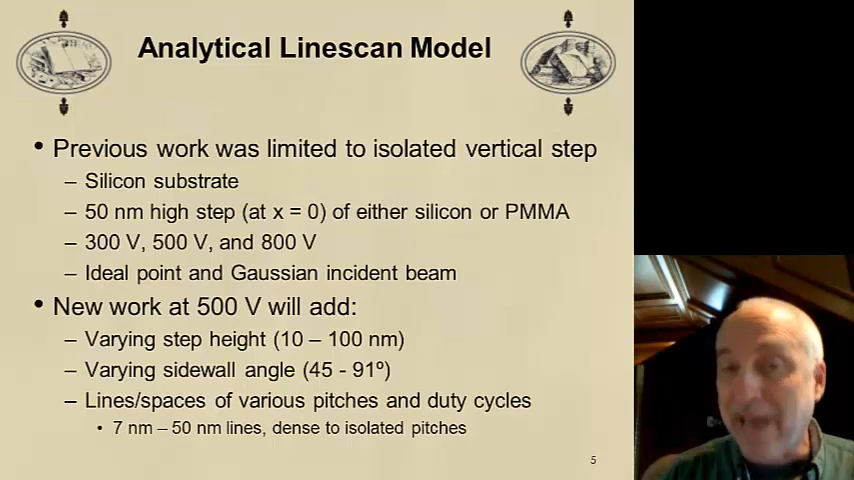 Analytical Linescan Model
• Previous work was limited to isolated vertical step
– Silicon substrate
– 50 nm high step (at x = 0) of either silicon or PMMA
– 300 V, 500 V, and 800 V
– Ideal point and Gaussian incident beam
• New work at 500 V will add:
– Varying step height (10 – 100 nm)
– Varying sidewall angle (45 - 91º)
– Lines/spaces of various pitches and duty cycles
• 7 nm – 50 nm lines, dense to isolated pitches
5